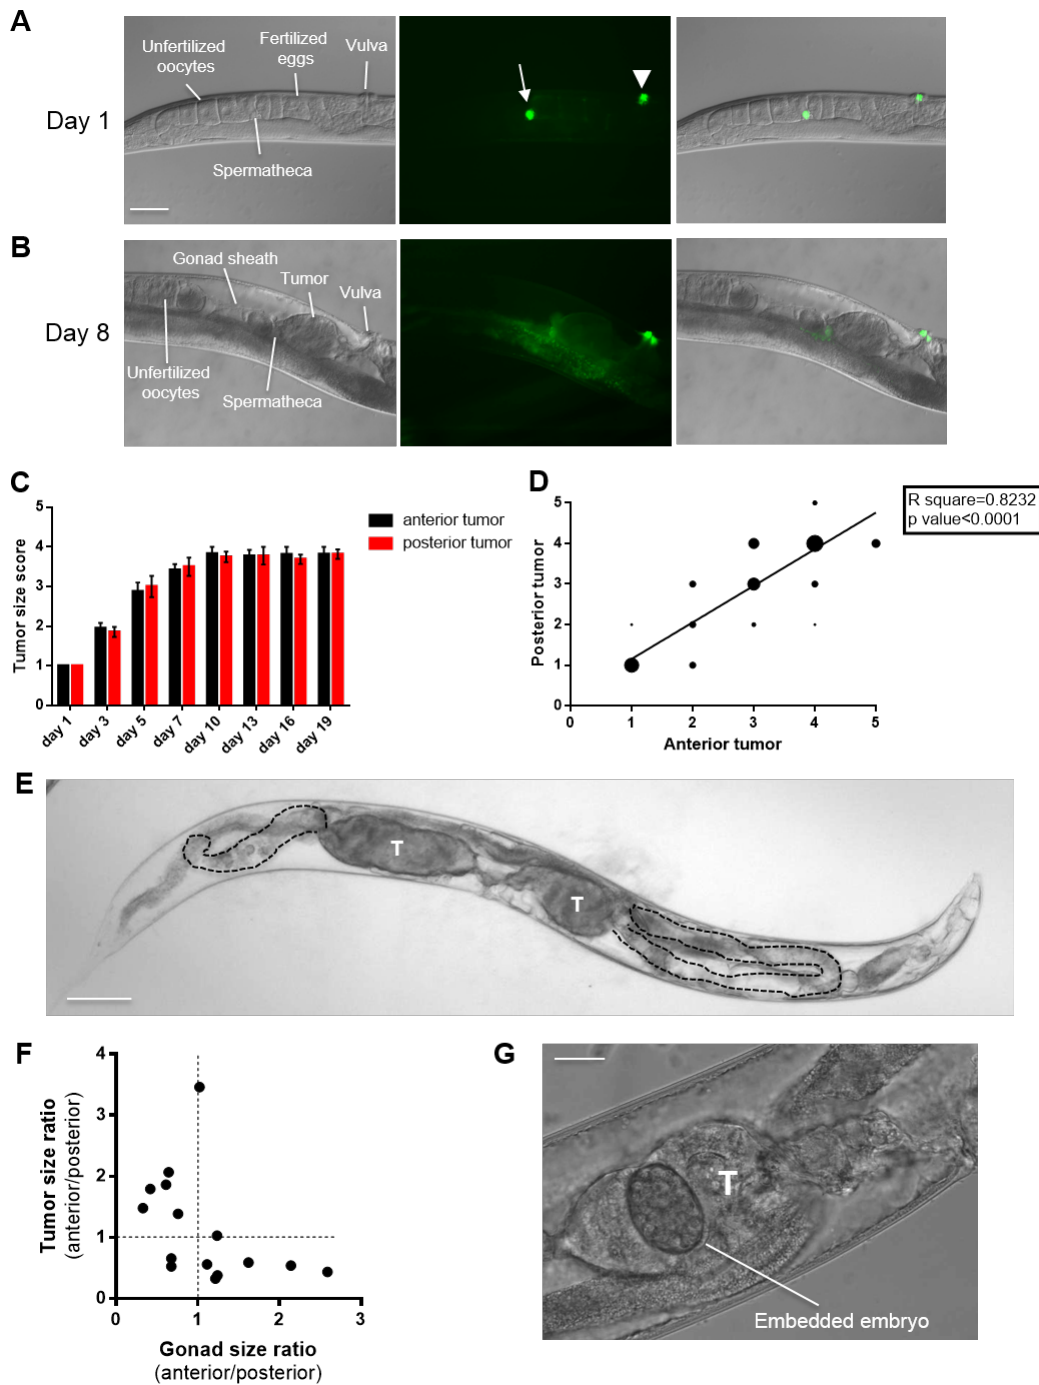 A
Unfertilized
oocytes
Fertilized
eggs
Vulva
Day 1
Spermatheca
B
Gonad sheath
Tumor
Vulva
Day 8
Unfertilized
oocytes
Spermatheca
C
Tumor size score
5
4
3
2
1
0
day 1
day 3
day 5
day 7
day 10
day 13
day 16
day 19
anterior tumor
posterior tumor
D
Posterior tumor
5
4
3
2
1
0
0
1
2
3
4
5
Anterior tumor
R square=0.8232
p value<0.0001
E
T
T
F
Tumor size ratio
(anterior/posterior)
4
3
2
1
0
0
1
2
3
Gonad size ratio
(anterior/posterior)
G
T
Embedded embryo